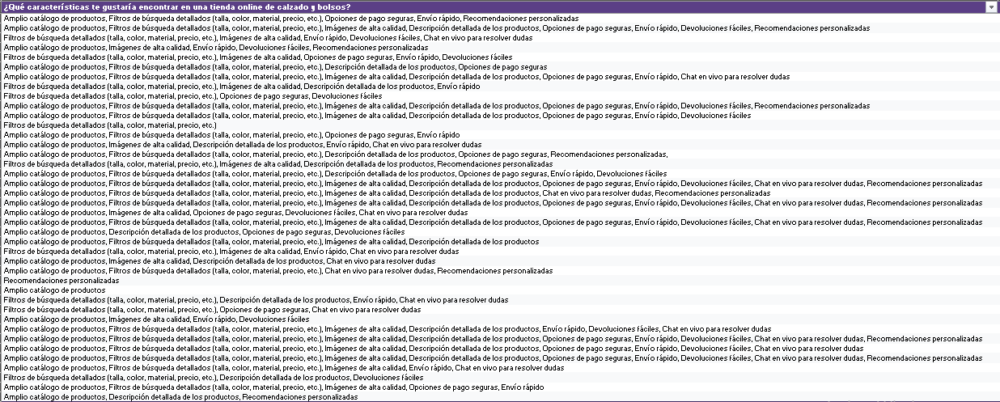 ¿Qué características te gustaría encontrar en una tienda online de calzado y bolsos?
Amplio catálogo de productos, Filtros de búsqueda detallados (talla, color, material, precio, etc.), Opciones de pago seguras, Envío rápido, Recomendaciones personalizadas
Amplio catálogo de productos, Filtros de búsqueda detallados (talla, color, material, precio, etc.), Imágenes de alta calidad, Descripción detallada de los productos, Opciones de pago seguras, Envío rápido, Devoluciones fáciles, Recomendaciones personalizadas
Filtros de búsqueda detallados (talla, color, material, precio, etc.), Imágenes de alta calidad, Envío rápido, Devoluciones fáciles, Chat en vivo para resolver dudas
Amplio catálogo de productos, Imágenes de alta calidad, Envío rápido, Devoluciones fáciles, Recomendaciones personalizadas
Filtros de búsqueda detallados (talla, color, material, precio, etc.), Imágenes de alta calidad, Opciones de pago seguras, Envío rápido, Devoluciones fáciles
Amplio catálogo de productos, Filtros de búsqueda detallados (talla, color, material, precio, etc.), Descripción detallada de los productos, Opciones de pago seguras
Amplio catálogo de productos, Filtros de búsqueda detallados (talla, color, material, precio, etc.), Imágenes de alta calidad, Descripción detallada de los productos, Opciones de pago seguras, Envío rápido, Chat en vivo para resolver dudas
Filtros de búsqueda detallados (talla, color, material, precio, etc.), Imágenes de alta calidad, Descripción detallada de los productos, Envío rápido
Filtros de búsqueda detallados (talla, color, material, precio, etc.), Opciones de pago seguras, Devoluciones fáciles
Amplio catálogo de productos, Filtros de búsqueda detallados (talla, color, material, precio, etc.), Imágenes de alta calidad, Descripción detallada de los productos, Opciones de pago seguras, Envío rápido, Devoluciones fáciles, Recomendaciones personalizadas
Amplio catálogo de productos, Filtros de búsqueda detallados (talla, color, material, precio, etc.), Imágenes de alta calidad, Descripción detallada de los productos, Opciones de pago seguras, Envío rápido, Devoluciones fáciles
Filtros de búsqueda detallados (talla, color, material, precio, etc.)
Amplio catálogo de productos, Filtros de búsqueda detallados (talla, color, material, precio, etc.), Opciones de pago seguras, Envío rápido
Amplio catálogo de productos, Imágenes de alta calidad, Descripción detallada de los productos, Envío rápido, Chat en vivo para resolver dudas
Amplio catálogo de productos, Filtros de búsqueda detallados (talla, color, material, precio, etc.), Descripción detallada de los productos, Opciones de pago seguras, Recomendaciones personalizadas,
Filtros de búsqueda detallados (talla, color, material, precio, etc.), Imágenes de alta calidad, Descripción detallada de los productos, Recomendaciones personalizadas
Amplio catálogo de productos, Filtros de búsqueda detallados (talla, color, material, precio, etc.), Descripción detallada de los productos, Opciones de pago seguras, Envío rápido, Devoluciones fáciles
Amplio catálogo de productos, Filtros de búsqueda detallados (talla, color, material, precio, etc.), Imágenes de alta calidad, Descripción detallada de los productos, Opciones de pago seguras, Envío rápido, Devoluciones fáciles, Chat en vivo para resolver dudas, Recomendaciones personalizadas
Amplio catálogo de productos, Filtros de búsqueda detallados (talla, color, material, precio, etc.), Imágenes de alta calidad, Descripción detallada de los productos, Chat en vivo para resolver dudas, Recomendaciones personalizadas
Amplio catálogo de productos, Filtros de búsqueda detallados (talla, color, material, precio, etc.), Imágenes de alta calidad, Descripción detallada de los productos, Opciones de pago seguras, Envío rápido, Devoluciones fáciles, Chat en vivo para resolver dudas, Recomendaciones personalizadas
Amplio catálogo de productos, Imágenes de alta calidad, Opciones de pago seguras, Devoluciones fáciles, Chat en vivo para resolver dudas
Amplio catálogo de productos, Filtros de búsqueda detallados (talla, color, material, precio, etc.), Imágenes de alta calidad, Descripción detallada de los productos, Opciones de pago seguras, Envío rápido, Devoluciones fáciles, Chat en vivo para resolver dudas, Recomendaciones personalizadas
Amplio catálogo de productos, Descripción detallada de los productos, Opciones de pago seguras, Devoluciones fáciles
Amplio catálogo de productos, Filtros de búsqueda detallados (talla, color, material, precio, etc.), Imágenes de alta calidad, Descripción detallada de los productos
Filtros de búsqueda detallados (talla, color, material, precio, etc.), Imágenes de alta calidad, Envío rápido, Chat en vivo para resolver dudas
Amplio catálogo de productos, Imágenes de alta calidad, Descripción detallada de los productos, Chat en vivo para resolver dudas
Amplio catálogo de productos, Filtros de búsqueda detallados (talla, color, material, precio, etc.), Chat en vivo para resolver dudas, Recomendaciones personalizadas
Recomendaciones personalizadas
Amplio catálogo de productos
Filtros de búsqueda detallados (talla, color, material, precio, etc.), Descripción detallada de los productos, Envío rápido, Chat en vivo para resolver dudas
Filtros de búsqueda detallados (talla, color, material, precio, etc.), Opciones de pago seguras, Chat en vivo para resolver dudas
Amplio catálogo de productos, Imágenes de alta calidad, Envío rápido, Devoluciones fáciles
Amplio catálogo de productos, Filtros de búsqueda detallados (talla, color, material, precio, etc.), Imágenes de alta calidad, Descripción detallada de los productos, Envío rápido, Devoluciones fáciles, Chat en vivo para resolver dudas
Amplio catálogo de productos, Filtros de búsqueda detallados (talla, color, material, precio, etc.), Imágenes de alta calidad, Descripción detallada de los productos, Opciones de pago seguras, Envío rápido, Devoluciones fáciles, Chat en vivo para resolver dudas, Recomendaciones personalizadas
Amplio catálogo de productos, Filtros de búsqueda detallados (talla, color, material, precio, etc.), Imágenes de alta calidad, Descripción detallada de los productos, Opciones de pago seguras, Envío rápido, Devoluciones fáciles, Chat en vivo para resolver dudas
Amplio catálogo de productos, Filtros de búsqueda detallados (talla, color, material, precio, etc.), Imágenes de alta calidad, Descripción detallada de los productos, Opciones de pago seguras, Envío rápido, Devoluciones fáciles, Chat en vivo para resolver dudas, Recomendaciones personalizadas
Amplio catálogo de productos, Filtros de búsqueda detallados (talla, color, material, precio, etc.), Imágenes de alta calidad, Envío rápido, Chat en vivo para resolver dudas
Filtros de búsqueda detallados (talla, color, material, precio, etc.), Descripción detallada de los productos, Devoluciones fáciles
Amplio catálogo de productos, Filtros de búsqueda detallados (talla, color, material, precio, etc.), Imágenes de alta calidad, Opciones de pago seguras, Envío rápido
Amplio catálogo de productos, Descripción detallada de los productos, Recomendaciones personalizadas